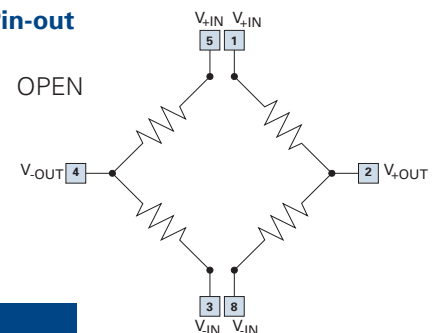 in-out
V+IN V+IN
5 1
OPEN
V-OUT 4
2 V+OUT
3 8
V-IN V-IN